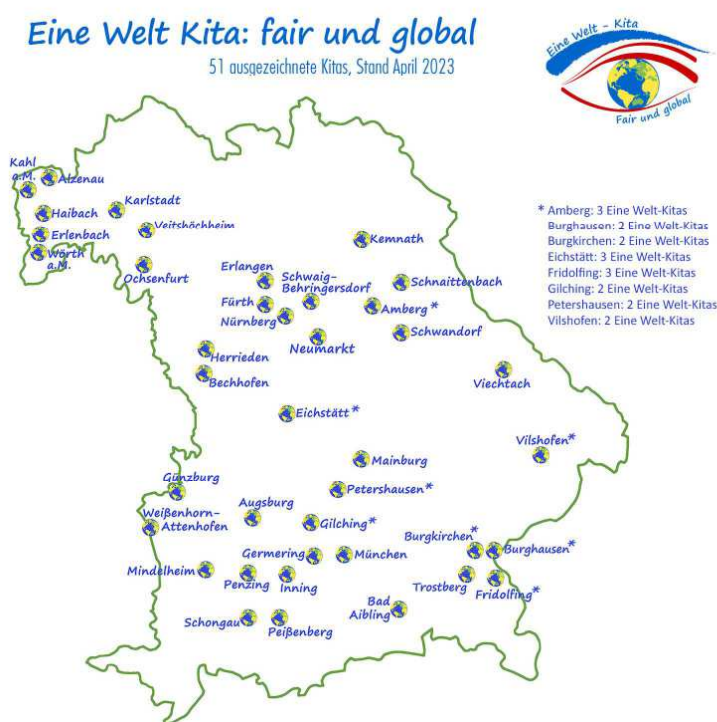 Eine Welt Kita: fair und global
51 ausgezeichnete Kitas, Stand April 2023
Eine Welt - Kita
Fair und global
Kahl
a.M.
Alzenau
Haibach
Karlstadt
Erlenbach
Veitshöchheim
Wörth
a.M.
Ochsenfurt
Kemnath
Erlangen
Schwaig-
Behringersdorf
Schnaittenbach
Fürth
Nürnberg
Amberg *
Neumarkt
Schwandorf
Herrieden
Bechhofen
Viechtach
Eichstätt *
Vilshofen*
Mainburg
Günzburg
Petershausen *
Weißenhorn-
Attenhofen
Augsburg
Gilching*
Burgkirchen*
Burghausen*
Germering
München
Mindelheim
Penzing
Inning
Trostberg
Fridolfing*
Schongau
Peißenberg
Bad
Aibling
* Amberg: 3 Eine Welt-Kitas
Burghausen: 2 Eine Welt-Kitas
Burgkirchen: 2 Eine Welt-Kitas
Eichstätt: 3 Eine Welt-Kitas
Fridolfing: 3 Eine Welt-Kitas
Gilching: 2 Eine Welt-Kitas
Petershausen: 2 Eine Welt-Kitas
Vilshofen: 2 Eine Welt-Kitas